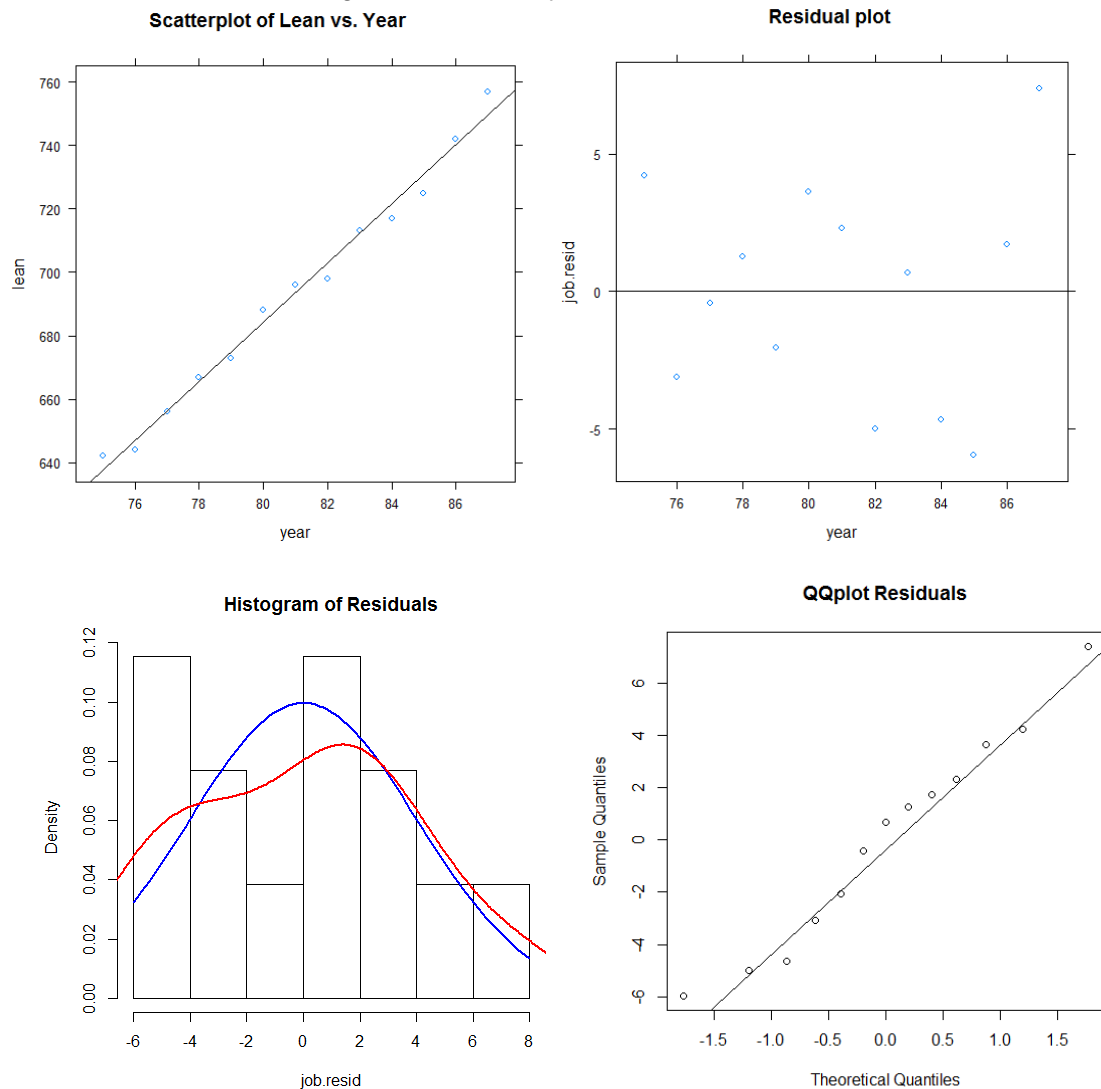 Scatterplot of Lean vs. Year
760
740
720
700
680
660
640
lean
76 78 80 82 84 86
year
Residual plot
5
0
-5
job.resid
76 78 80 82 84 86
year
Histogram of Residuals
0.12
0.10
0.08
0.06
0.04
0.02
0.00
Density
-6 -4 -2 0 2 4 6 8
job.resid
QQplot Residuals
6
4
2
0
-2
-4
-6
Sample Quantiles
-1.5 -1.0 -0.5 0.0 0.5 1.0 1.5
Theoretical Quantiles